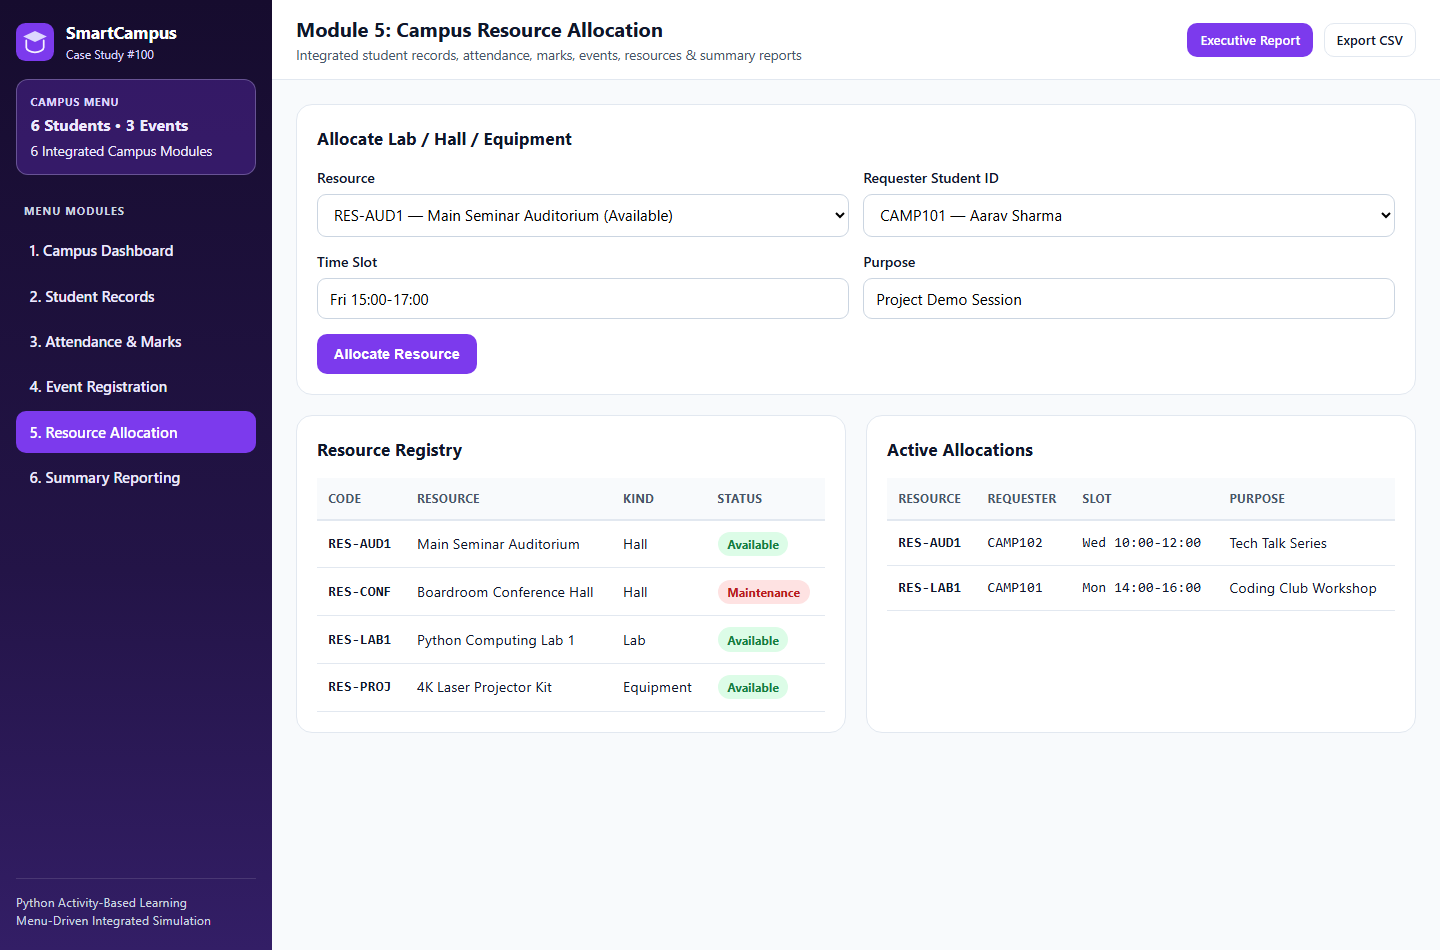 SmartCampus
Case Study #100
CAMPUS MENU
6 Students • 3 Events
6 Integrated Campus Modules
MENU MODULES
1. Campus Dashboard
2. Student Records
3. Attendance & Marks
4. Event Registration
5. Resource Allocation
6. Summary Reporting
Python Activity-Based Learning
Menu-Driven Integrated Simulation
Module 5: Campus Resource Allocation
Integrated student records, attendance, marks, events, resources & summary reports
Executive Report
Export CSV
Allocate Lab / Hall / Equipment
Resource
Requester Student ID
RES-AUD1 — Main Seminar Auditorium (Available)
CAMP101 — Aarav Sharma
Time Slot
Purpose
Fri 15:00-17:00
Project Demo Session
Allocate Resource
Resource Registry
CODE RESOURCE KIND STATUS
RES-AUD1 Main Seminar Auditorium Hall Available
RES-CONF Boardroom Conference Hall Hall Maintenance
RES-LAB1 Python Computing Lab 1 Lab Available
RES-PROJ 4K Laser Projector Kit Equipment Available
Active Allocations
RESOURCE REQUESTER SLOT PURPOSE
RES-AUD1 CAMP102 Wed 10:00-12:00 Tech Talk Series
RES-LAB1 CAMP101 Mon 14:00-16:00 Coding Club Workshop